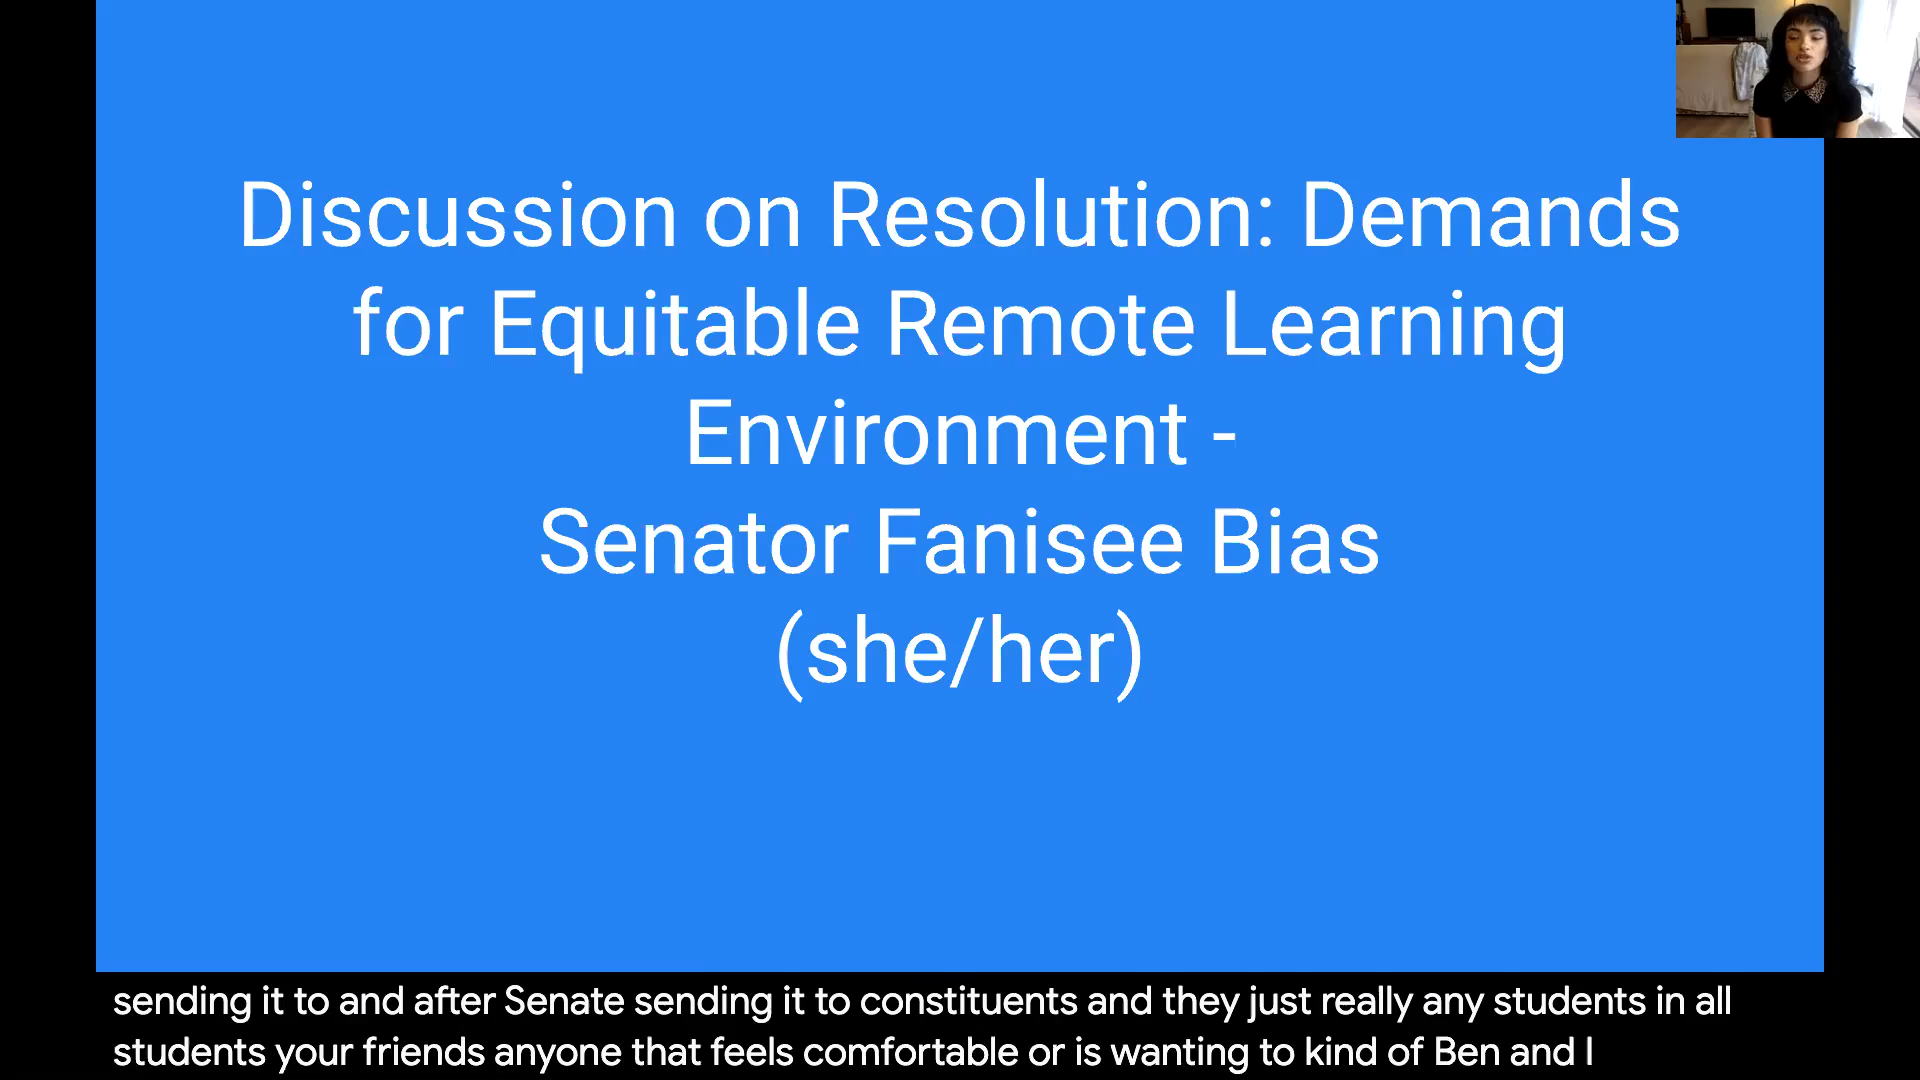 Discussion on Resolution: Demands
for Equitable Remote Learning
Environment -
Senator Fanisee Bias
(she/her)
sending it to and after Senate sending it to constituents and they just really any students in all
students your friends anyone that feels comfortable or is wanting to kind of Ben and I